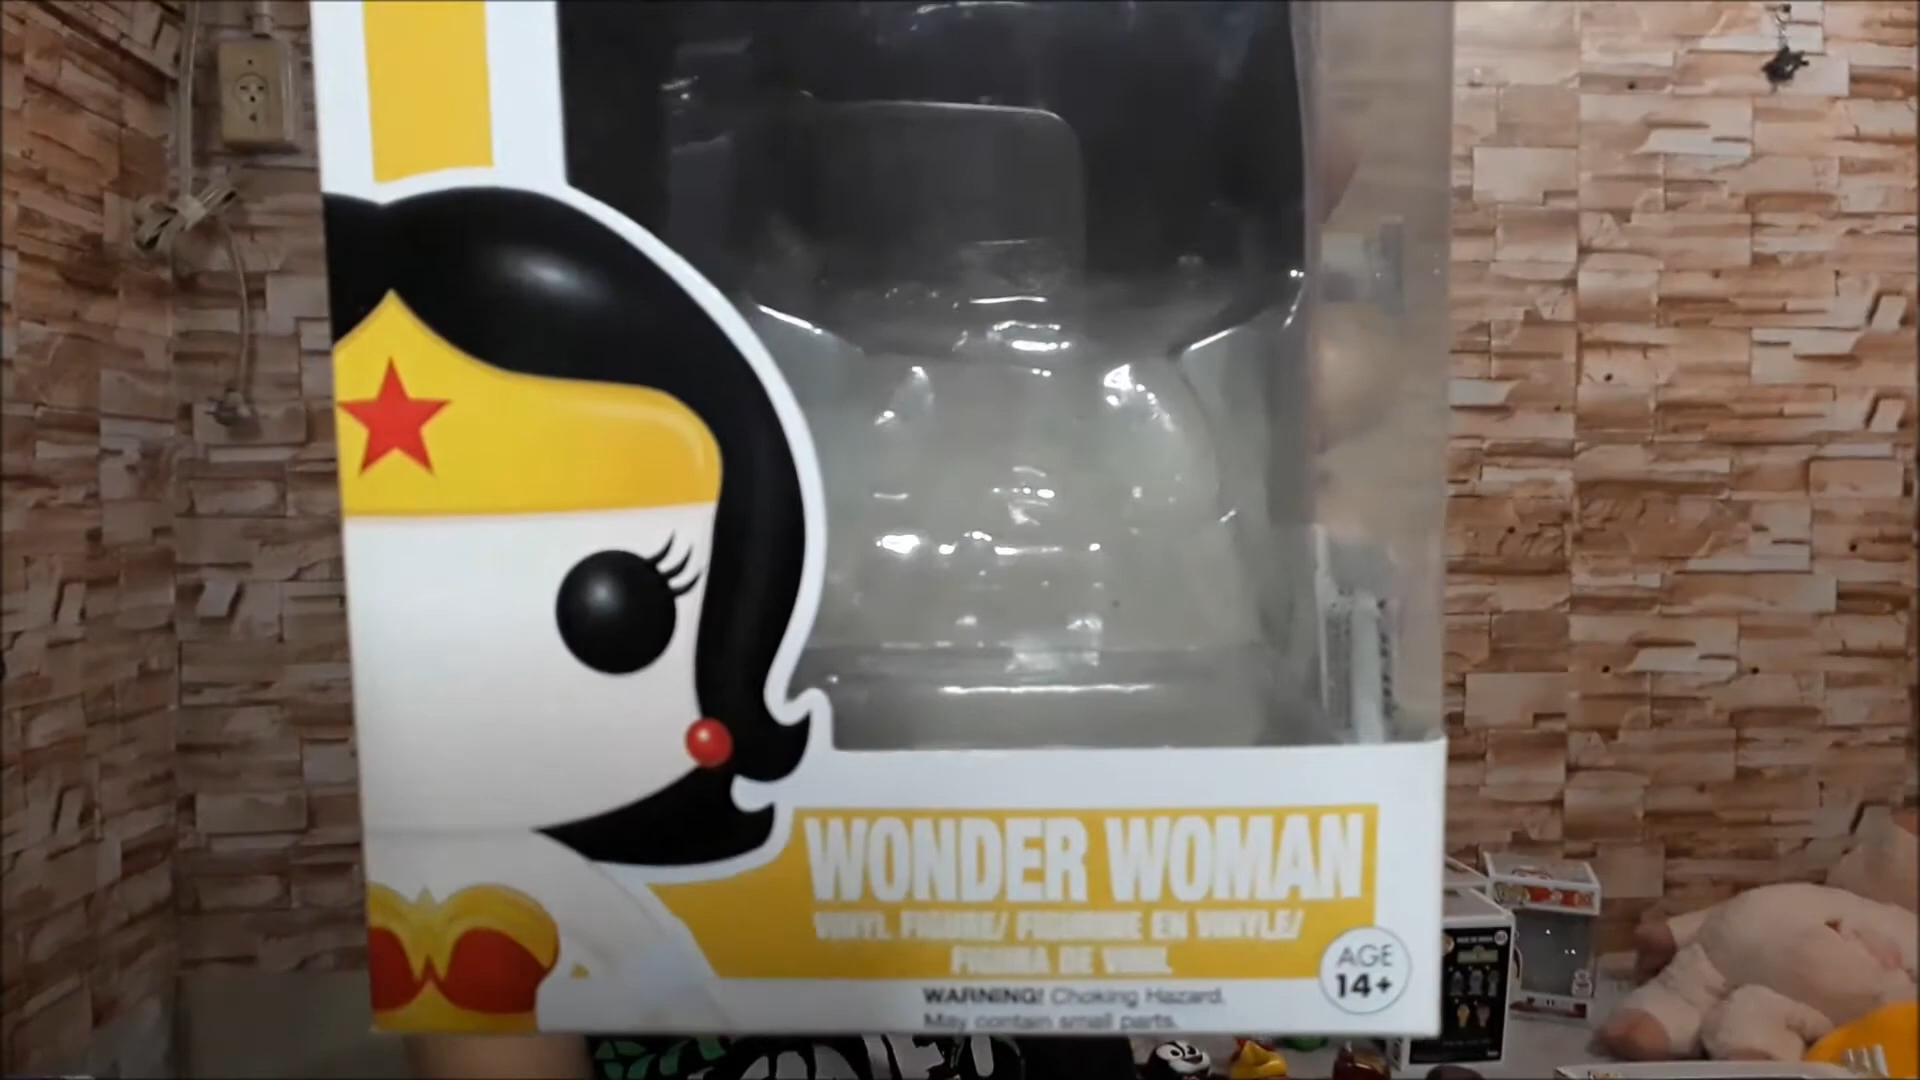 WONDER WOMAN
VINYL FIGURE/ FIGURINE EN VINYLE/
FIGURA DE VINIL
AGE
14+
WARNING! Choking Hazard.
May contain small parts.